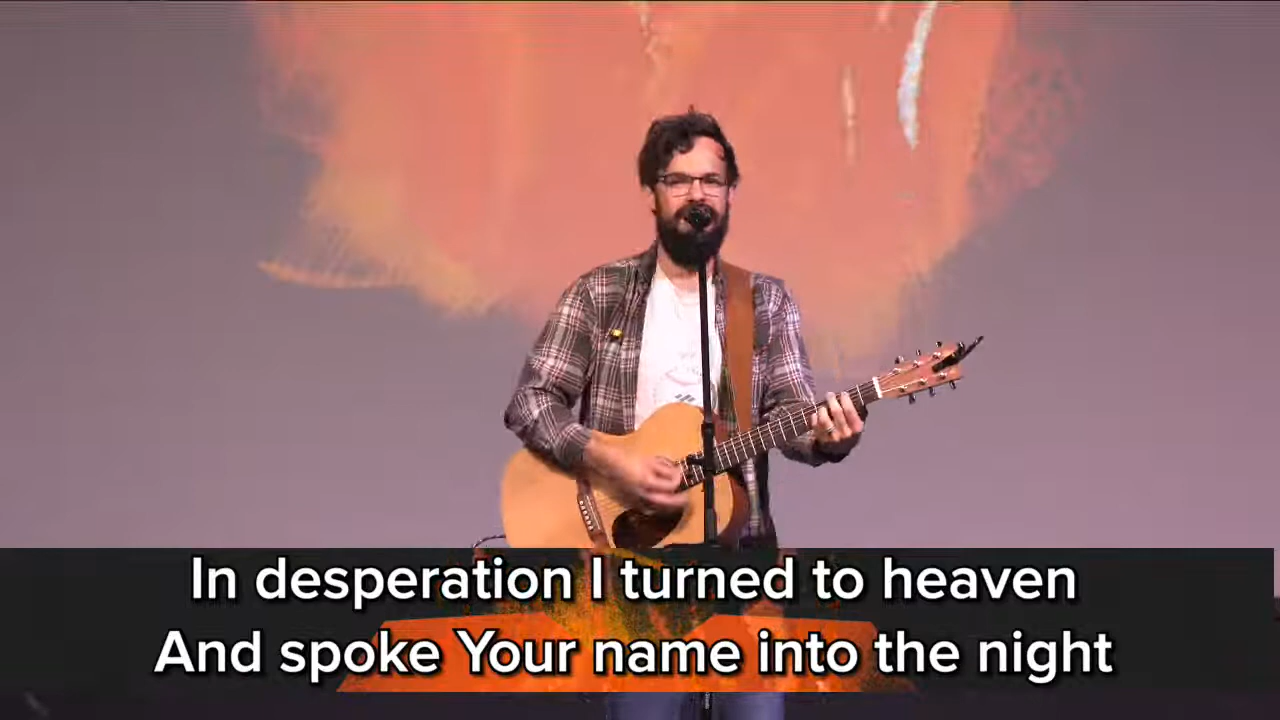 In desperation I turned to heaven
And spoke Your name into the night